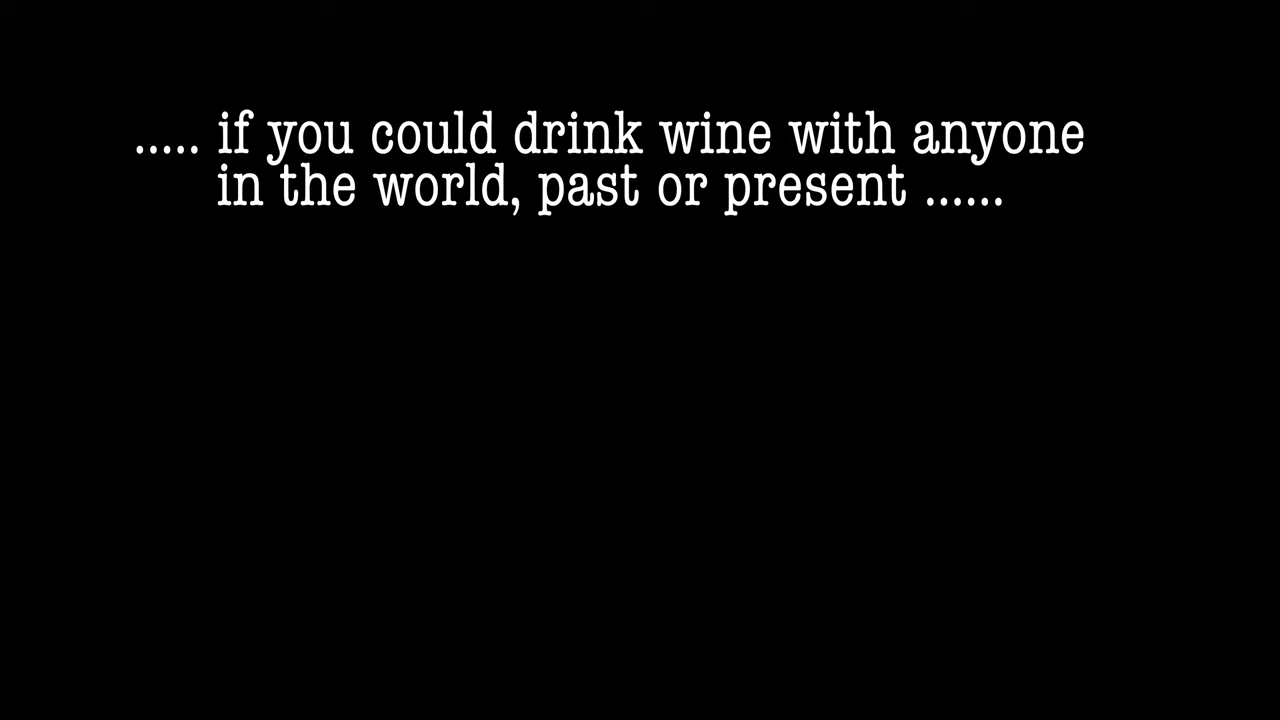 ..... if you could drink wine with anyone
in the world, past or present ......